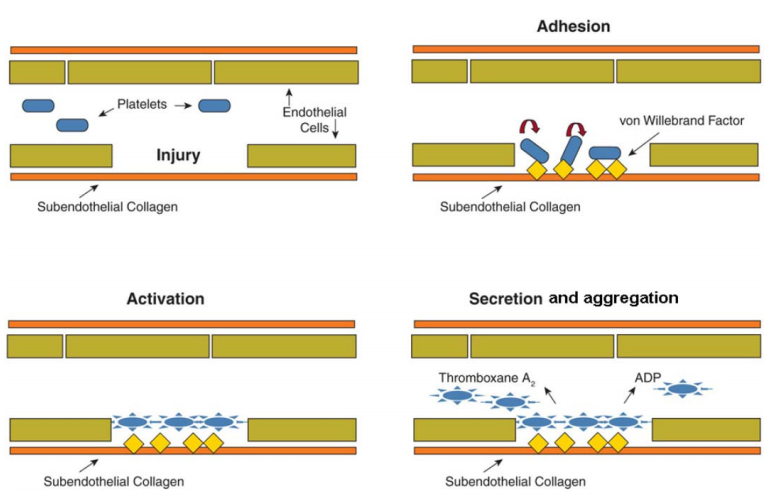 Platelets
Endothelial
Cells
Injury
Subendothelial Collagen
Adhesion
von Willebrand Factor
Subendothelial Collagen
Activation
Subendothelial Collagen
Secretion and aggregation
Thromboxane A₂
ADP
Subendothelial Collagen